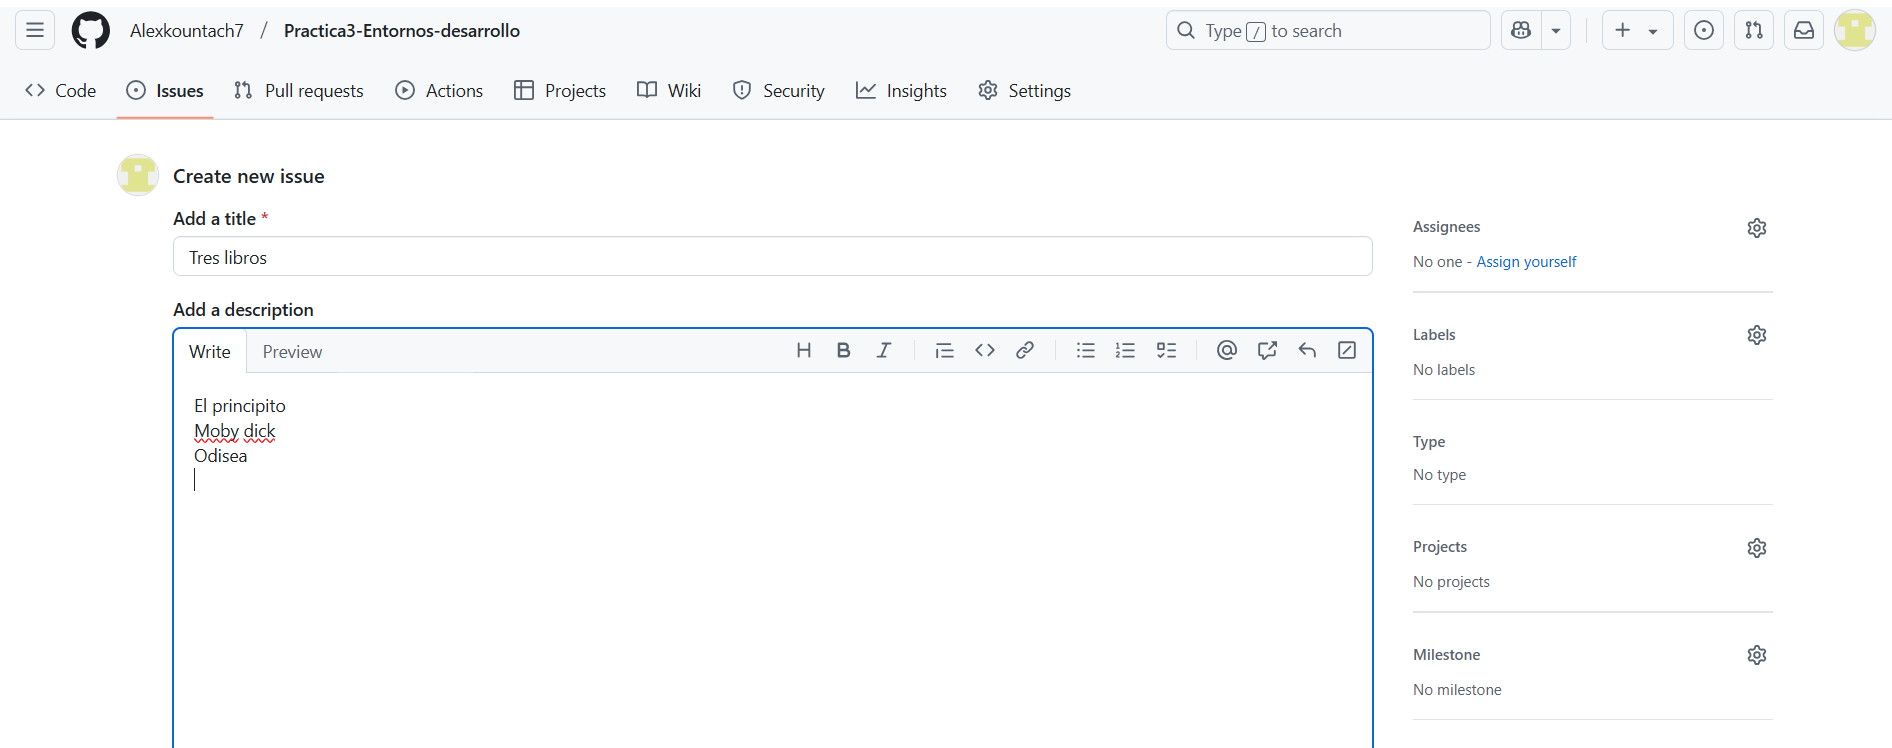 Alexkountach7 / Practica3-Entornos-desarrollo
Type / to search
Code Issues Pull requests Actions Projects Wiki Security Insights Settings
Create new issue
Add a title *
Tres libros
Add a description
Write Preview
El principito
Moby dick
Odisea
Assignees
No one - Assign yourself
Labels
No labels
Type
No type
Projects
No projects
Milestone
No milestone